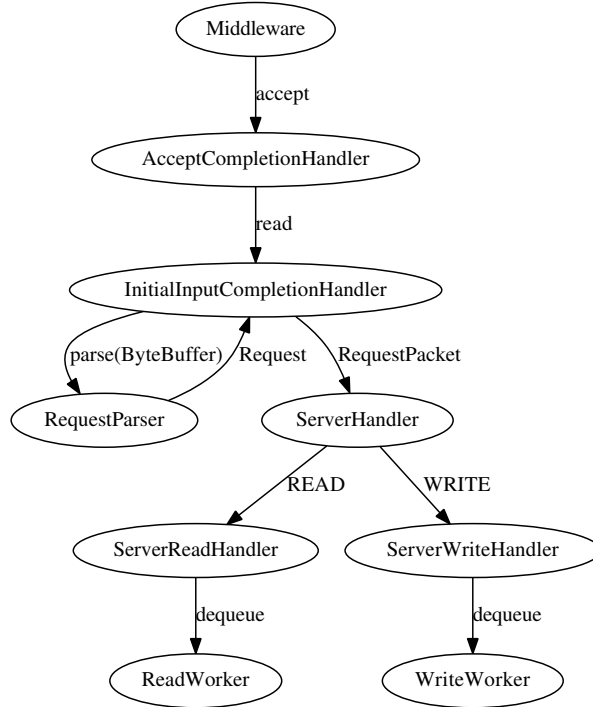 Middleware
accept
AcceptCompletionHandler
read
InitialInputCompletionHandler
parse(ByteBuffer)
Request
RequestPacket
RequestParser
ServerHandler
READ
WRITE
ServerReadHandler
ServerWriteHandler
dequeue
dequeue
ReadWorker
WriteWorker